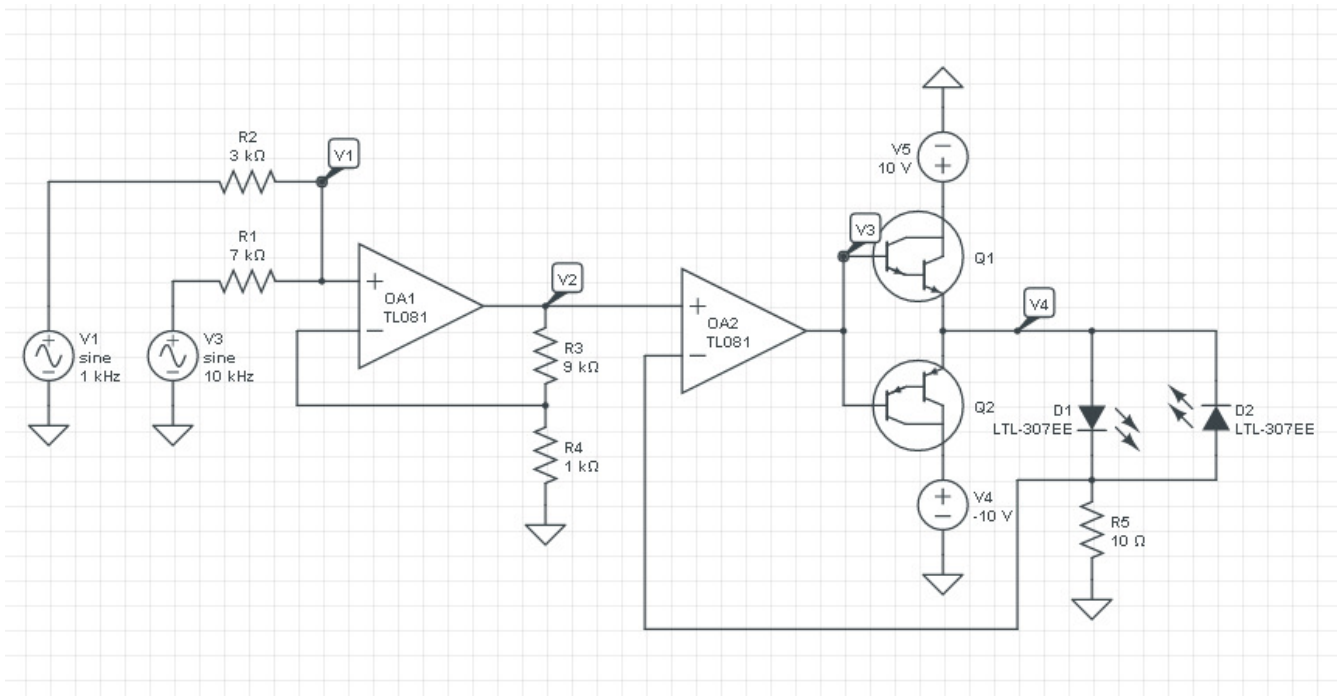 R2
3 kΩ
V1
R1
7 kΩ
+
−
OA1
TL081
V1
sine
1 kHz
V3
sine
10 kHz
V2
R3
9 kΩ
R4
1 kΩ
+
−
OA2
TL081
V3
V5
10 V
−
+
Q1
V4
Q2
D1
LTL-307EE
D2
LTL-307EE
+
−
V4
-10 V
R5
10 Ω